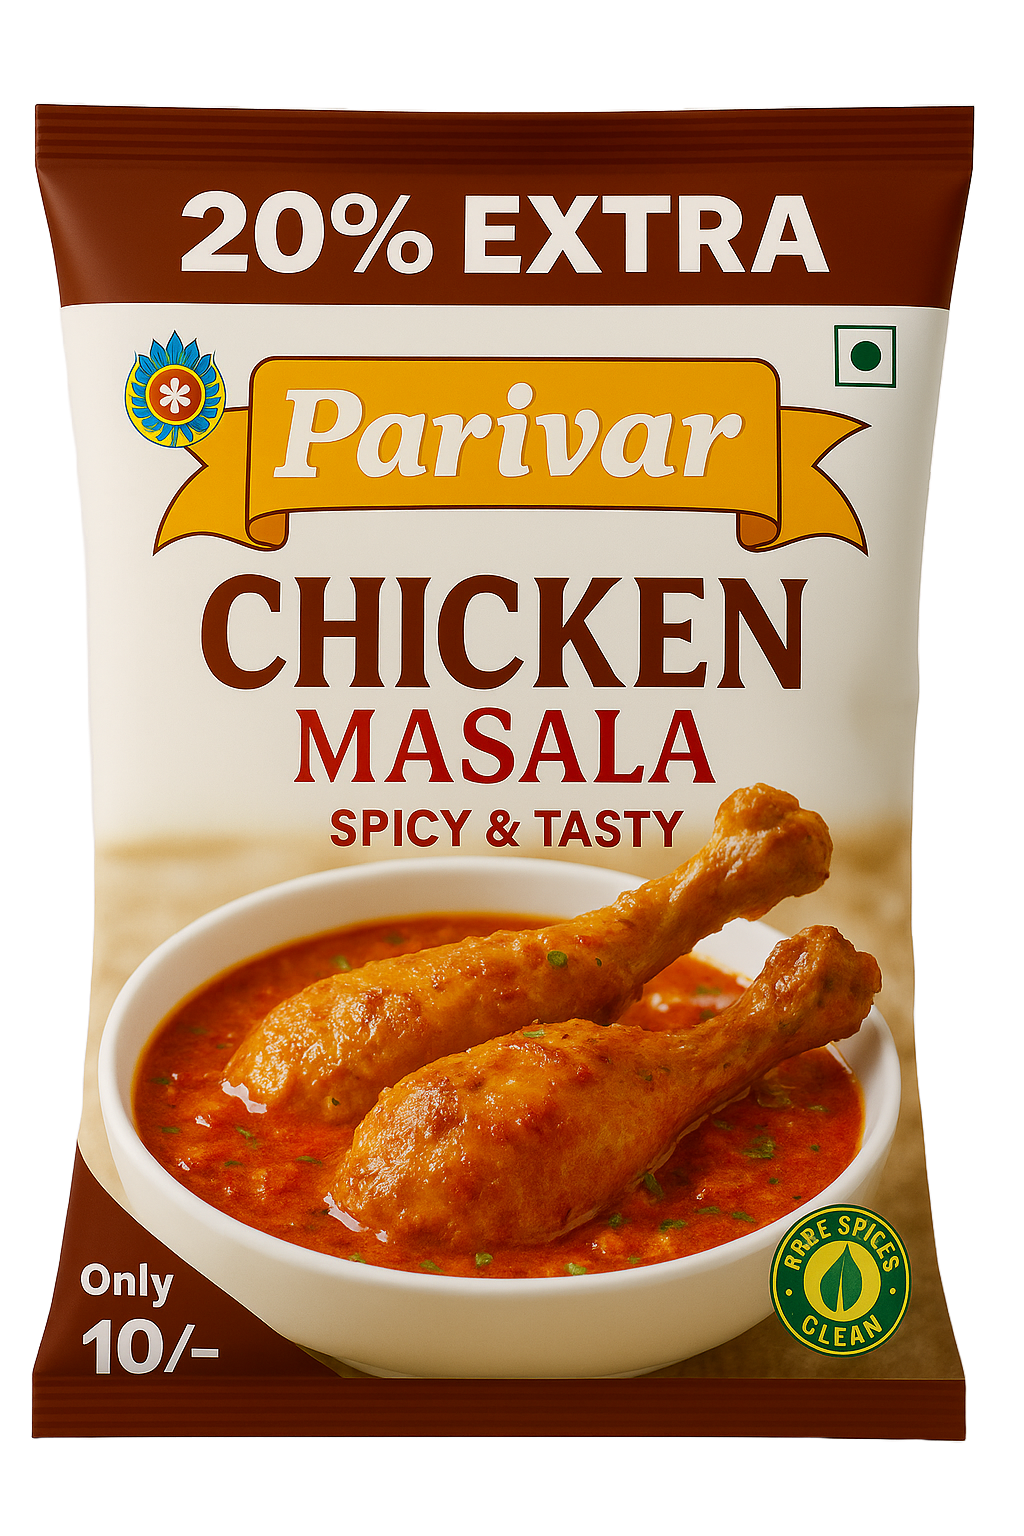 20% EXTRA
Parivar
CHICKEN
MASALA
SPICY & TASTY
Only
10/-
SPICES
CLEAN